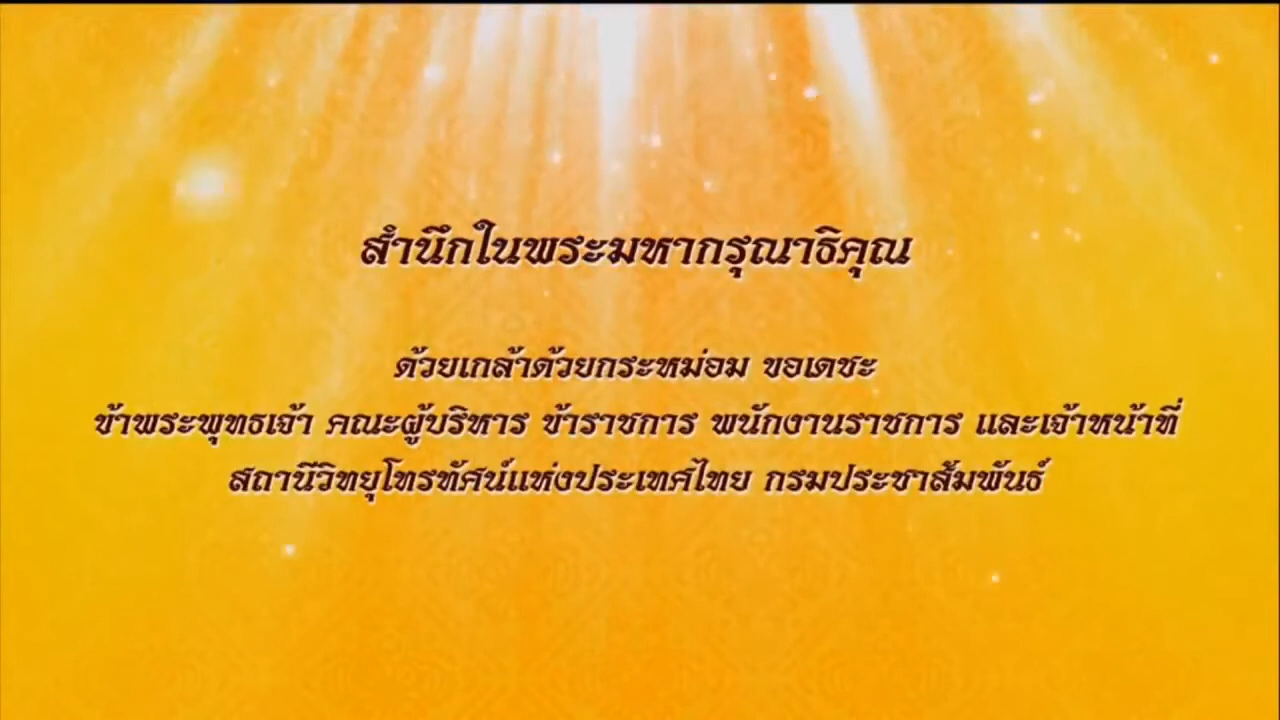 สำนึกในพระมหากรุณาธิคุณ
ด้วยเกล้าด้วยกระหม่อม ขอเดชะ
ข้าพระพุทธเจ้า คณะผู้บริหาร ข้าราชการ พนักงานราชการ และเจ้าหน้าที่
สถานีวิทยุโทรทัศน์แห่งประเทศไทย กรมประชาสัมพันธ์